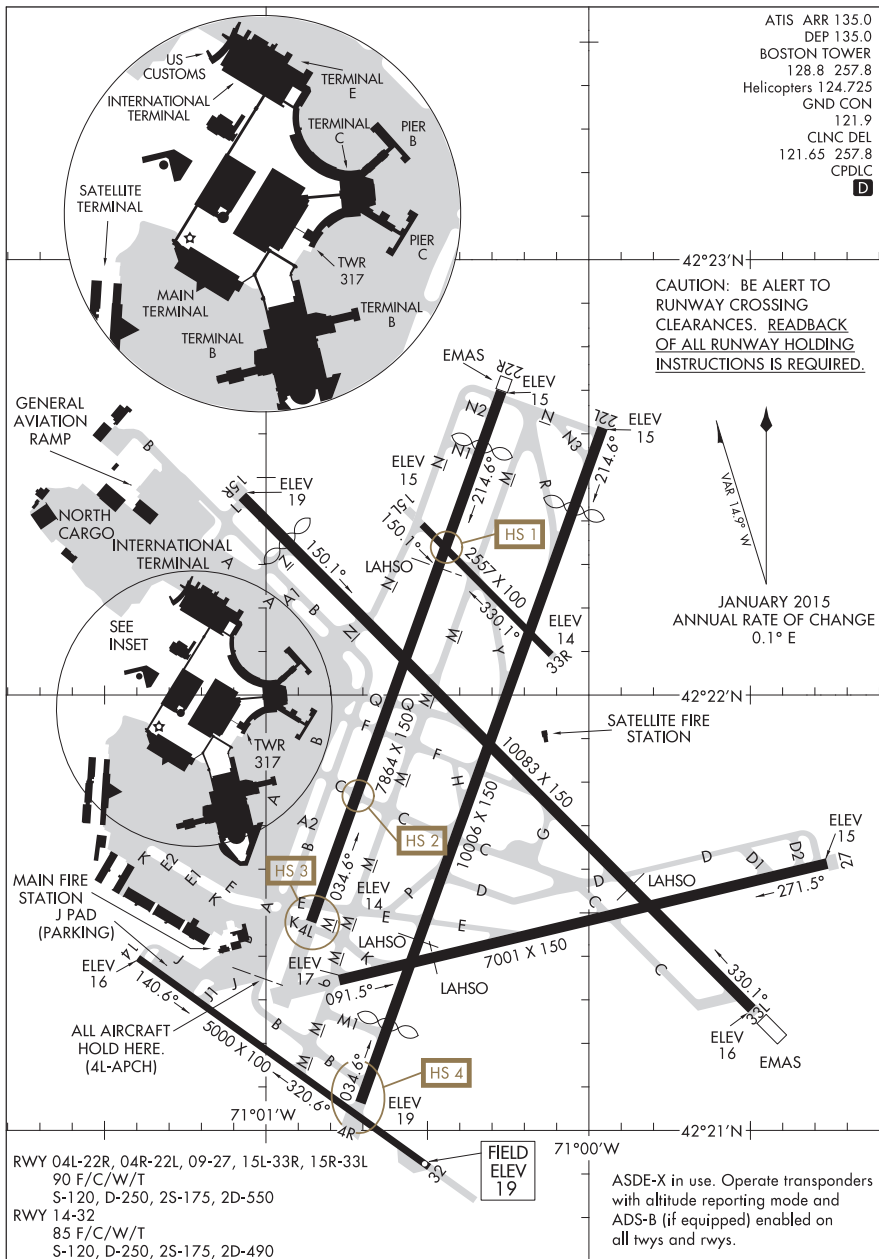 ATIS ARR 135.0
DEP 135.0
BOSTON TOWER
128.8 257.8
Helicopters 124.725
GND CON
121.9
CLNC DEL
121.65 257.8
CPDLC
D
US
CUSTOMS
INTERNATIONAL
TERMINAL
TERMINAL
E
TERMINAL
C
PIER
B
SATELLITE
TERMINAL
PIER
C
TWR
317
MAIN
TERMINAL
TERMINAL
B
TERMINAL
B
42°23'N
CAUTION: BE ALERT TO
RUNWAY CROSSING
CLEARANCES. READBACK
OF ALL RUNWAY HOLDING
INSTRUCTIONS IS REQUIRED.
EMAS
22R
ELEV
15
22L
ELEV
15
N2
N
N3
N1
N
M
R
214.6°
214.6°
GENERAL
AVIATION
RAMP
B
15R
L
ELEV
19
ELEV
15
15L
150.1°
HS 1
2557 X 100
LAHSO
330.1°
ELEV
14
33R
NORTH
CARGO
INTERNATIONAL
TERMINAL
150.1°
A
N
A
A1
B
N
N
M
Y
VAR 14.9° W
JANUARY 2015
ANNUAL RATE OF CHANGE
0.1° E
SEE
INSET
TWR
317
42°22'N
SATELLITE FIRE
STATION
Q
Q
M
F
B
7864 X 150
F
M
H
10083 X 150
A
C
HS 2
C
10006 X 150
C
G
A2
B
HS 3
034.6°
M
ELEV
14
P
D
D
C
D
D1
D2
ELEV
15
27
LAHSO
271.5°
K
E2
E1
K
E
A
E
K
4L
M
M
E
E
MAIN FIRE
STATION
J PAD
(PARKING)
14
ELEV
16
J
J
J
LAHSO
M
K
ELEV
17
9
091.5°
7001 X 150
LAHSO
C
330.1°
33L
ELEV
16
EMAS
140.6°
ALL AIRCRAFT
HOLD HERE.
(4L-APCH)
B
M
M1
M
B
5000 X 100
320.6°
034.6°
HS 4
ELEV
19
4R
71°01'W
71°00'W
42°21'N
32
FIELD
ELEV
19
RWY 04L-22R, 04R-22L, 09-27, 15L-33R, 15R-33L
90 F/C/W/T
S-120, D-250, 2S-175, 2D-550
RWY 14-32
85 F/C/W/T
S-120, D-250, 2S-175, 2D-490
ASDE-X in use. Operate transponders
with altitude reporting mode and
ADS-B (if equipped) enabled on
all twys and rwys.